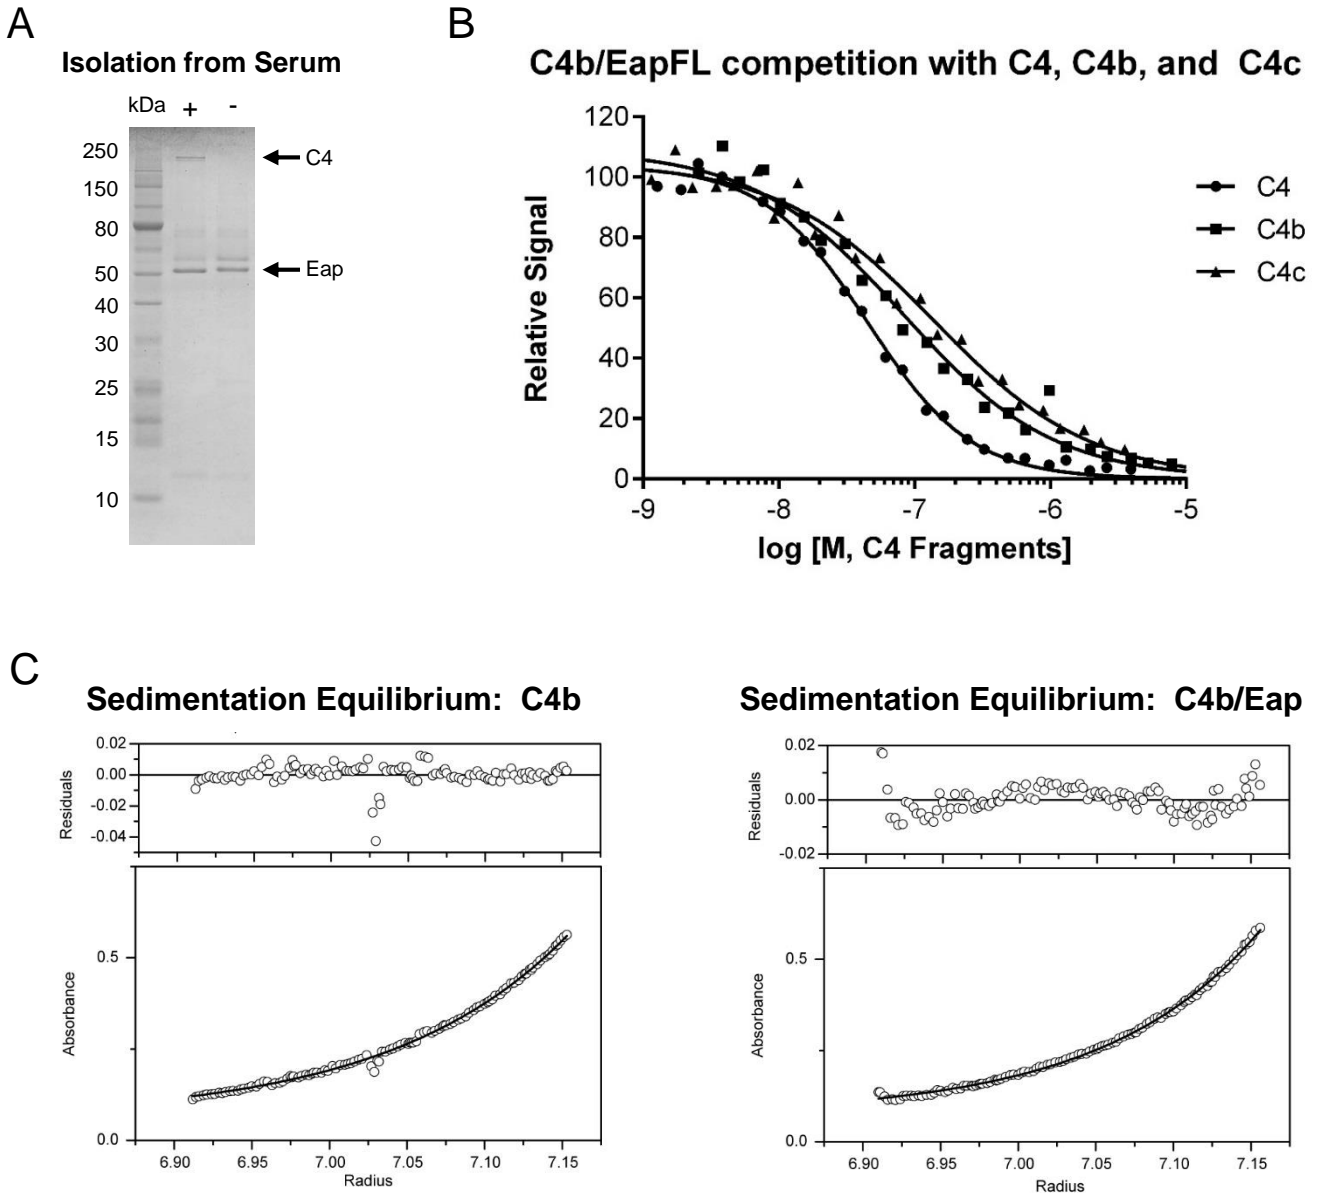 A
Isolation from Serum
kDa + -
250
150
80
50
40
30
25
15
10
C4
Eap
B
C4b/EapFL competition with C4, C4b, and C4c
Relative Signal
120
100
80
60
40
20
0
-9 -8 -7 -6 -5
log [M, C4 Fragments]
C4
C4b
C4c
C
Sedimentation Equilibrium: C4b
Residuals
0.02
0.00
-0.02
-0.04
Absorbance
0.5
0.0
6.90 6.95 7.00 7.05 7.10 7.15
Radius
Sedimentation Equilibrium: C4b/Eap
Residuals
0.02
0.00
-0.02
Absorbance
0.5
0.0
6.90 6.95 7.00 7.05 7.10 7.15
Radius